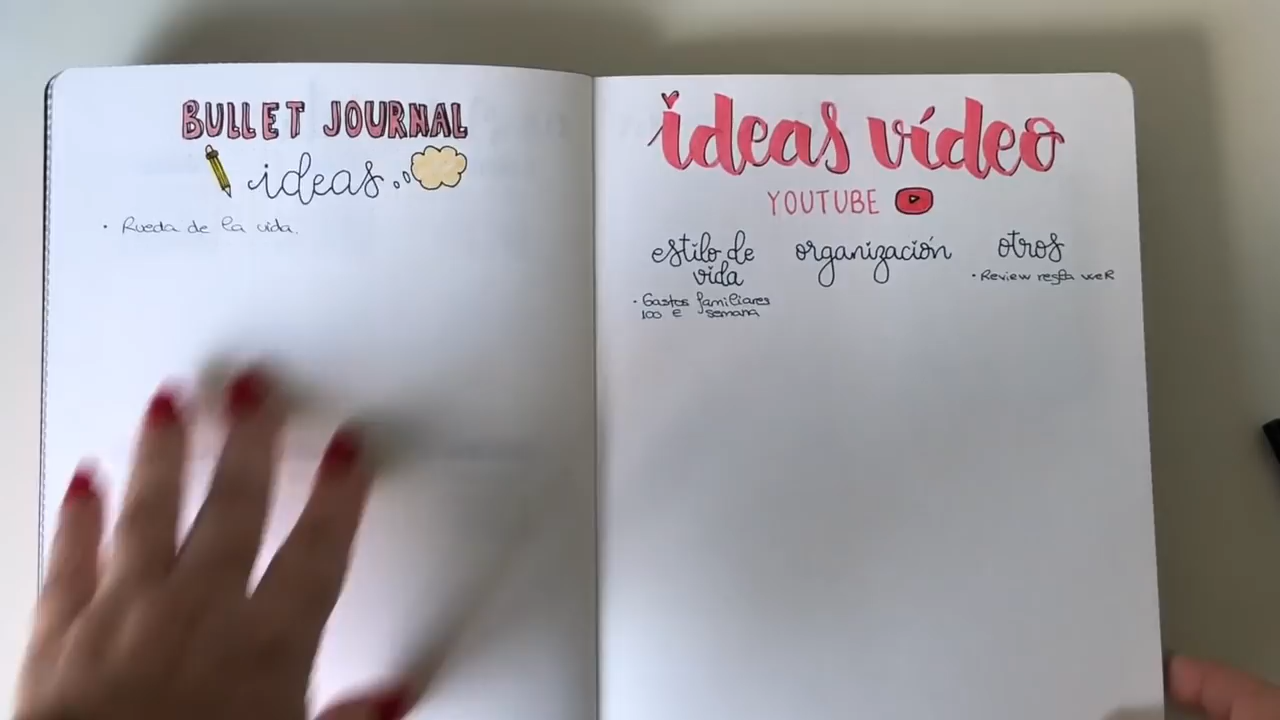 BULLET JOURNAL
ideas...
• Rueda de la vida.
ideas vídeo
YOUTUBE
estilo de
vida
• Gastos familiares
100 € semana
organización
otros
• Review